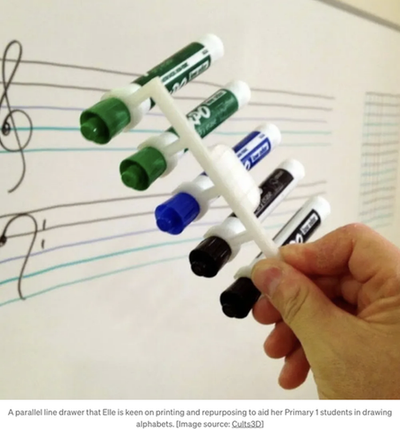 A parallel line drawer that Elle is keen on printing and repurposing to aid her Primary 1 students in drawing
alphabets. [Image source: Cults3D]